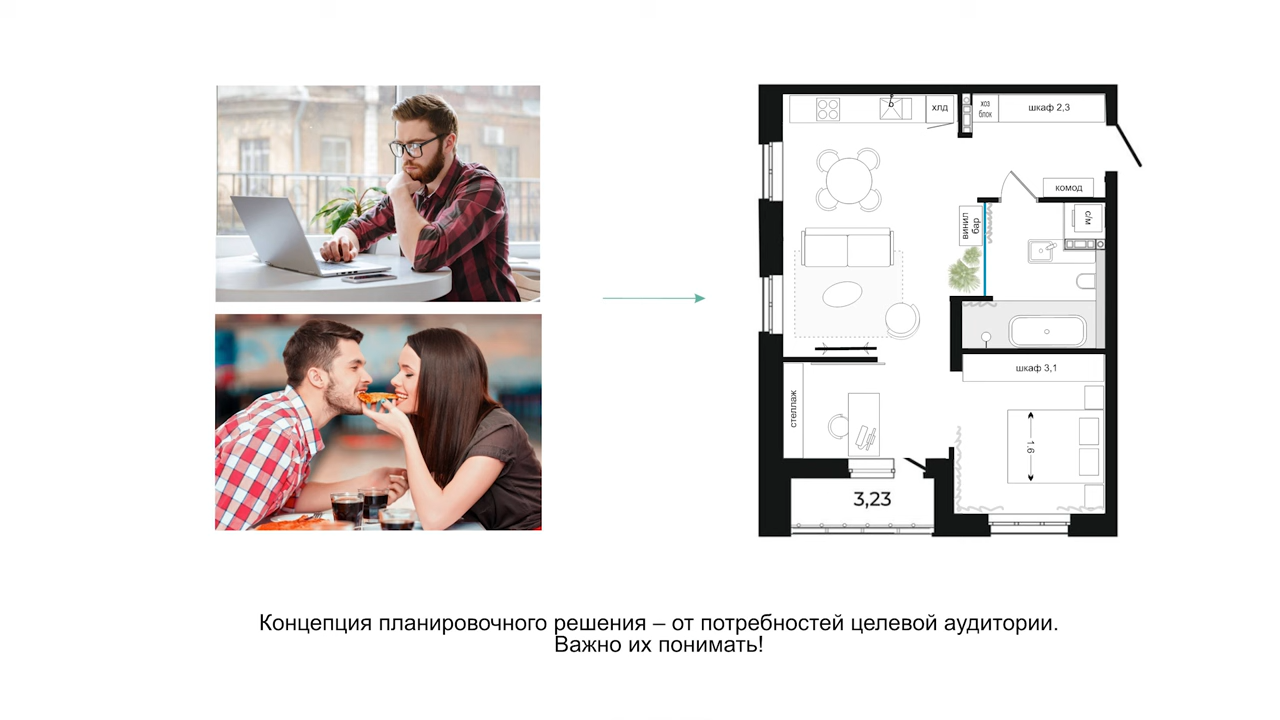 хлд
хоз
блок
шкаф 2,3
комод
с/м
винил
бар
шкаф 3,1
стеллаж
1,6
3,23
Концепция планировочного решения – от потребностей целевой аудитории.
Важно их понимать!